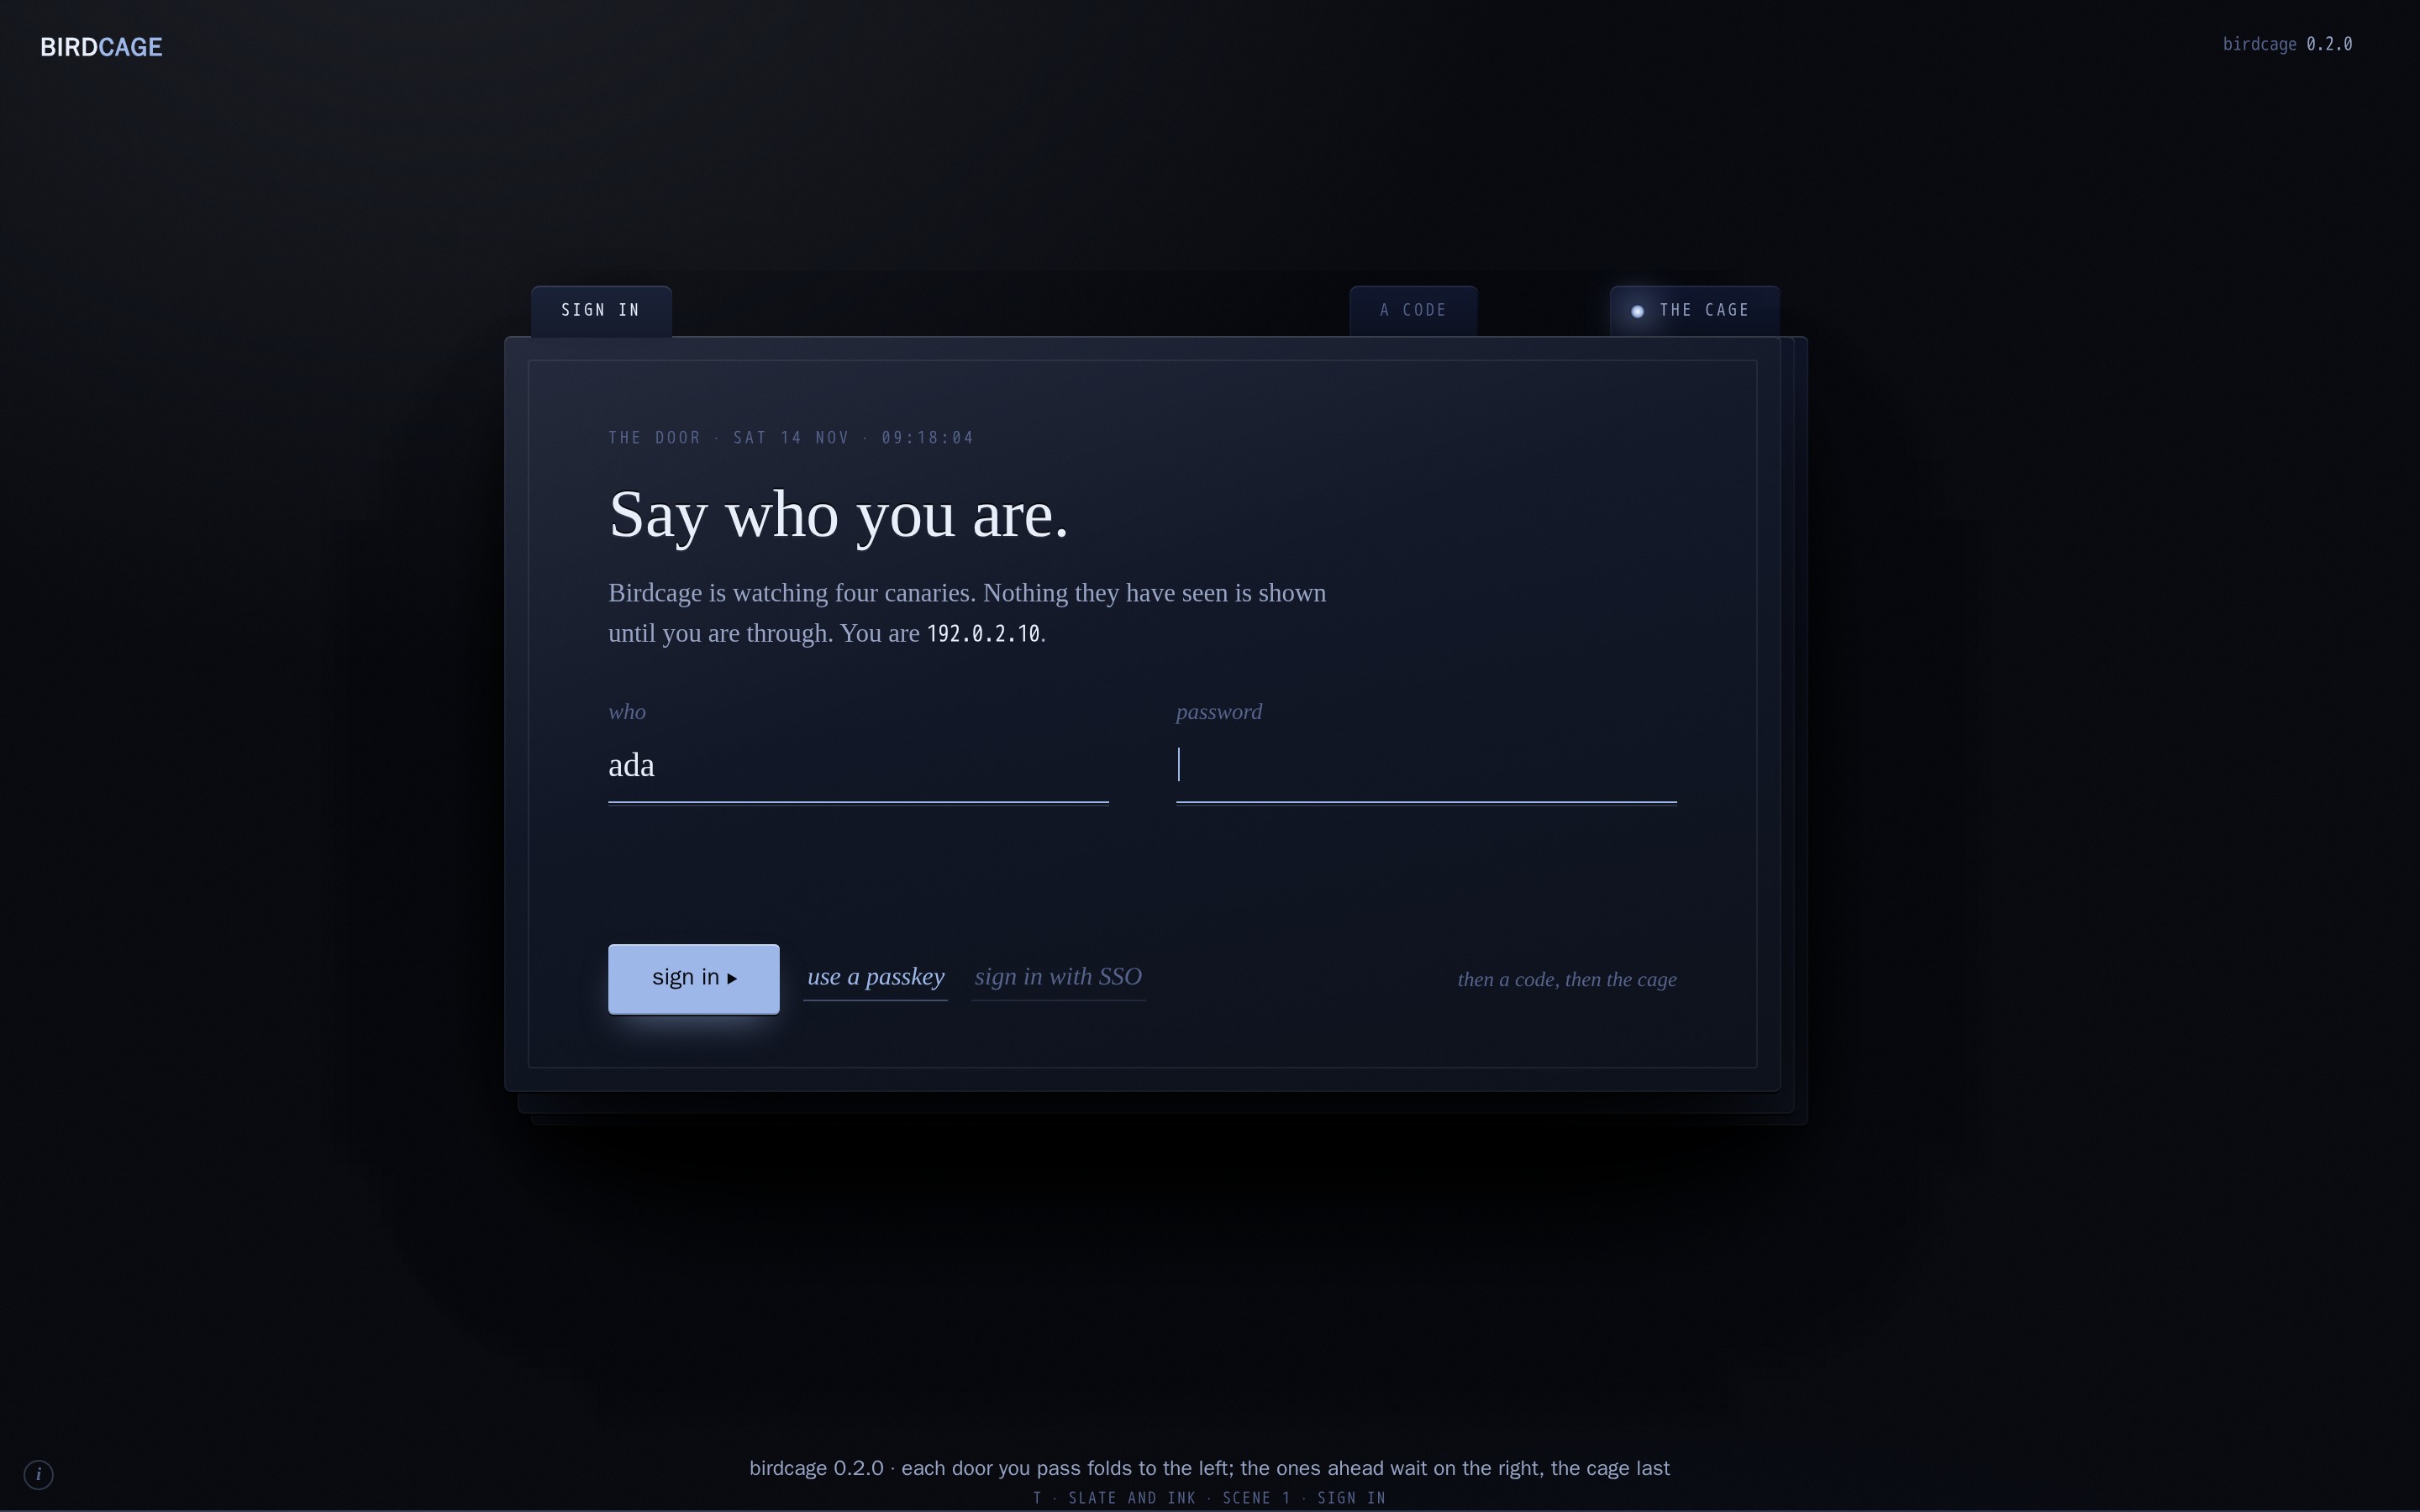 BIRDCAGE
birdcage 0.2.0
SIGN IN
A CODE
THE CAGE
THE DOOR · SAT 14 NOV · 09:18:04
Say who you are.
Birdcage is watching four canaries. Nothing they have seen is shown
until you are through. You are 192.0.2.10.
who
password
ada
sign in ▸
use a passkey
sign in with SSO
then a code, then the cage
i
birdcage 0.2.0 · each door you pass folds to the left; the ones ahead wait on the right, the cage last
T · SLATE AND INK · SCENE 1 · SIGN IN